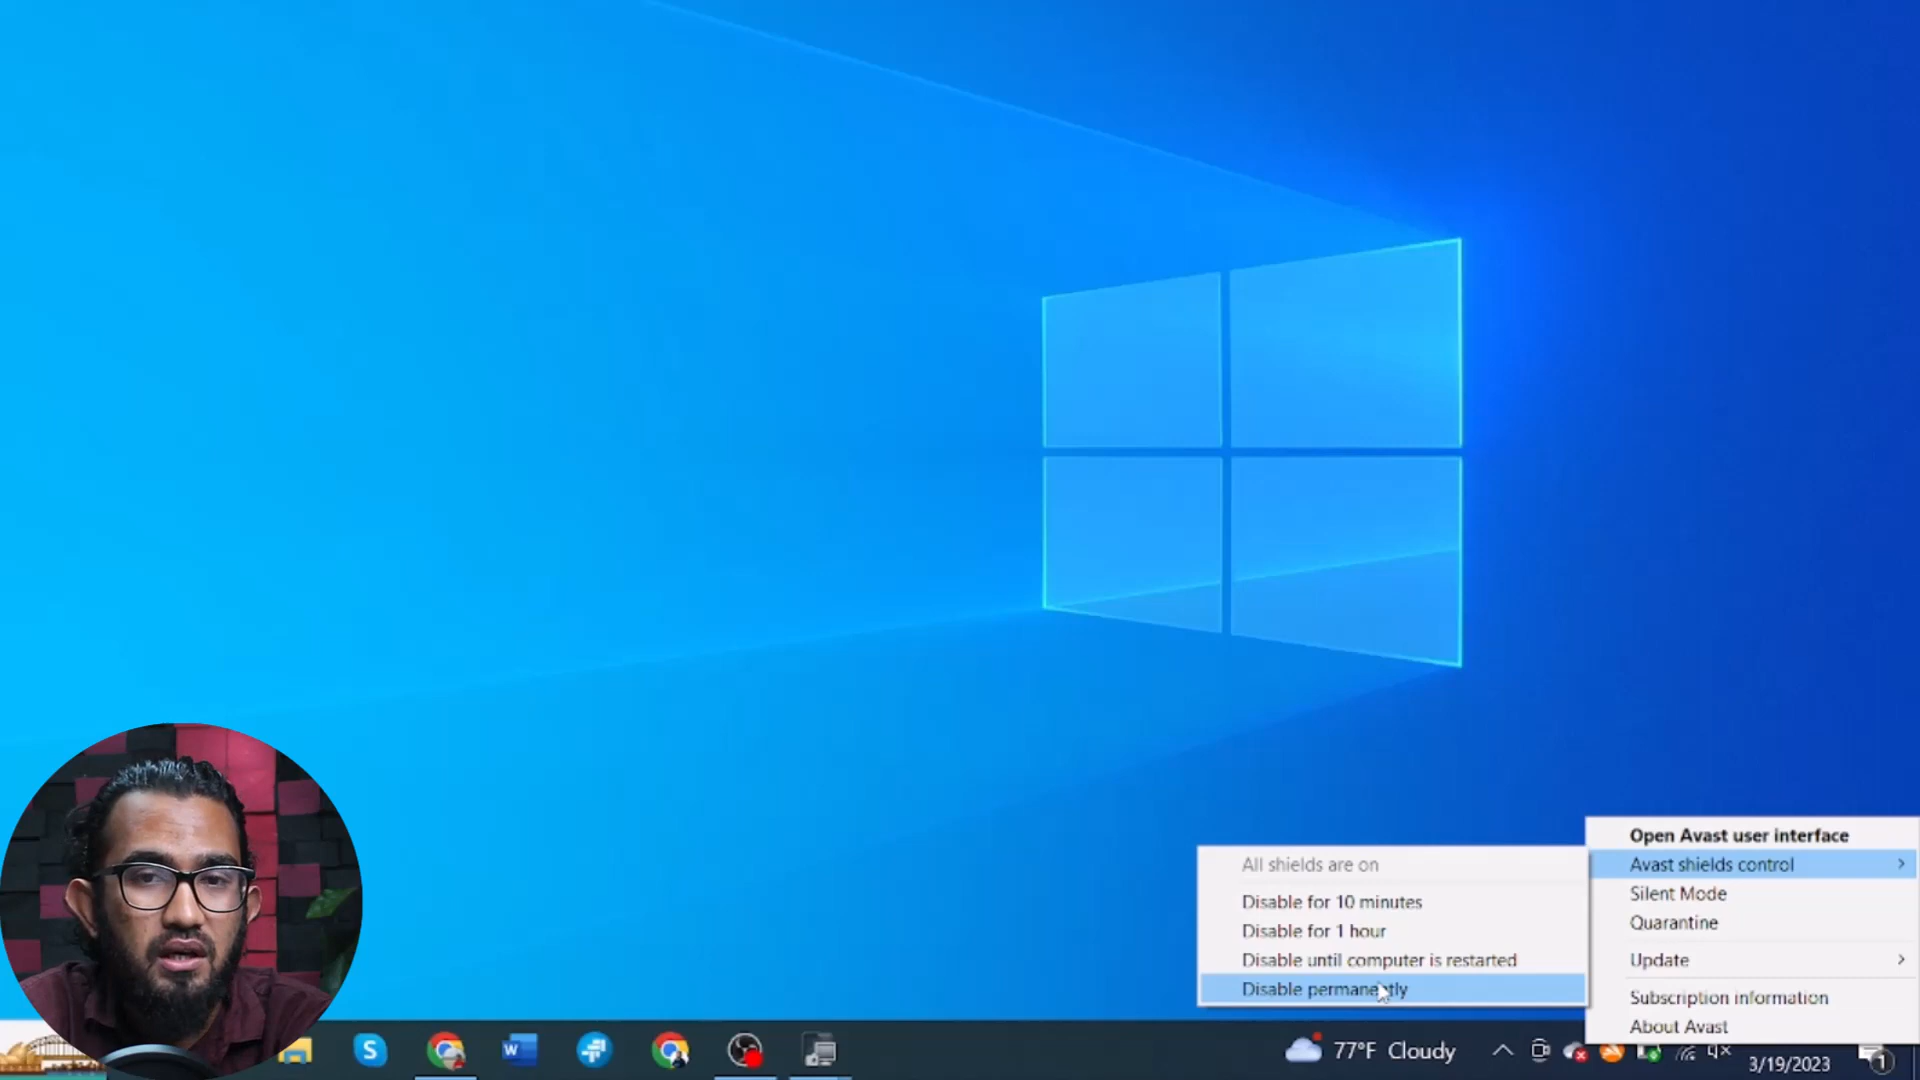 Open Avast user interface
Avast shields control
Silent Mode
Quarantine
Update
Subscription information
About Avast
All shields are on
Disable for 10 minutes
Disable for 1 hour
Disable until computer is restarted
Disable permanently
S
W
77°F Cloudy
3/19/2023
1